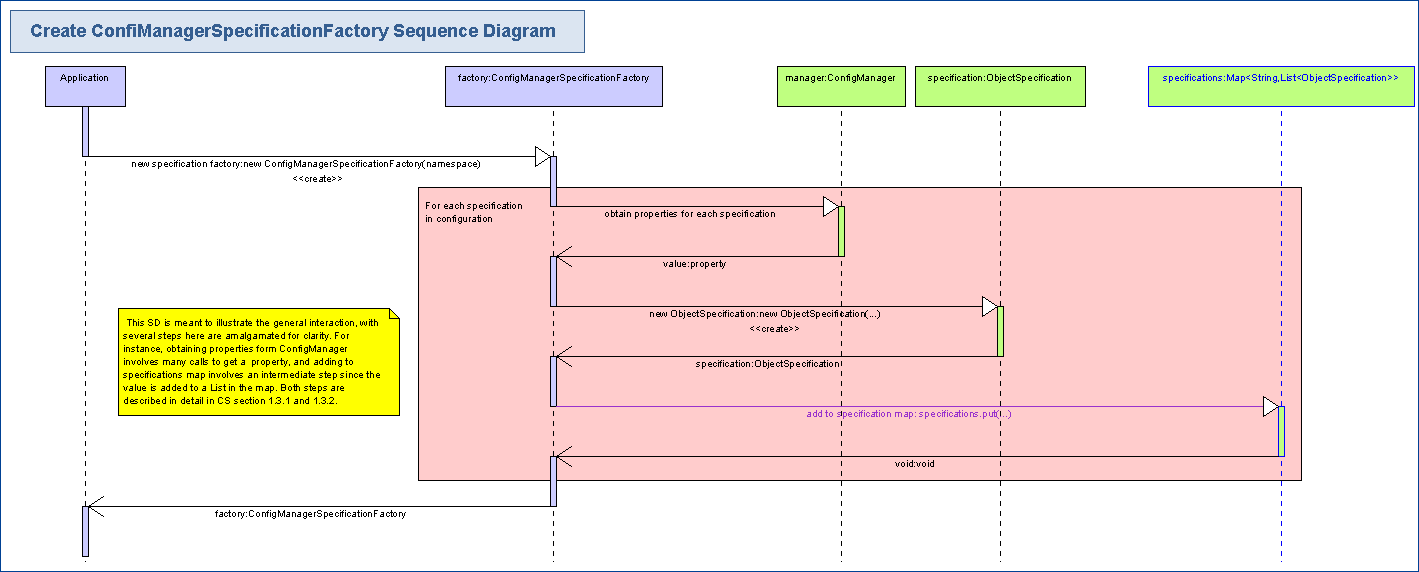 Create ConfiManagerSpecificationFactory Sequence Diagram
Application
factory:ConfigManagerSpecificationFactory
manager:ConfigManager
specification:ObjectSpecification
specifications:Map<String,List<ObjectSpecification>>
new specification factory:new ConfigManagerSpecificationFactory(namespace)
<<create>>
For each specification
in configuration
obtain properties for each specification
value:property
new ObjectSpecification:new ObjectSpecification(...)
<<create>>
This SD is meant to illustrate the general interaction, with
several steps here are amalgamated for clarity. For
instance, obtaining properties form ConfigManager
involves many calls to get a property, and adding to
specifications map involves an intermediate step since the
value is added to a List in the map. Both steps are
described in detail in CS section 1.3.1 and 1.3.2.
specification:ObjectSpecification
add to specification map: specifications.put(...)
void:void
factory:ConfigManagerSpecificationFactory